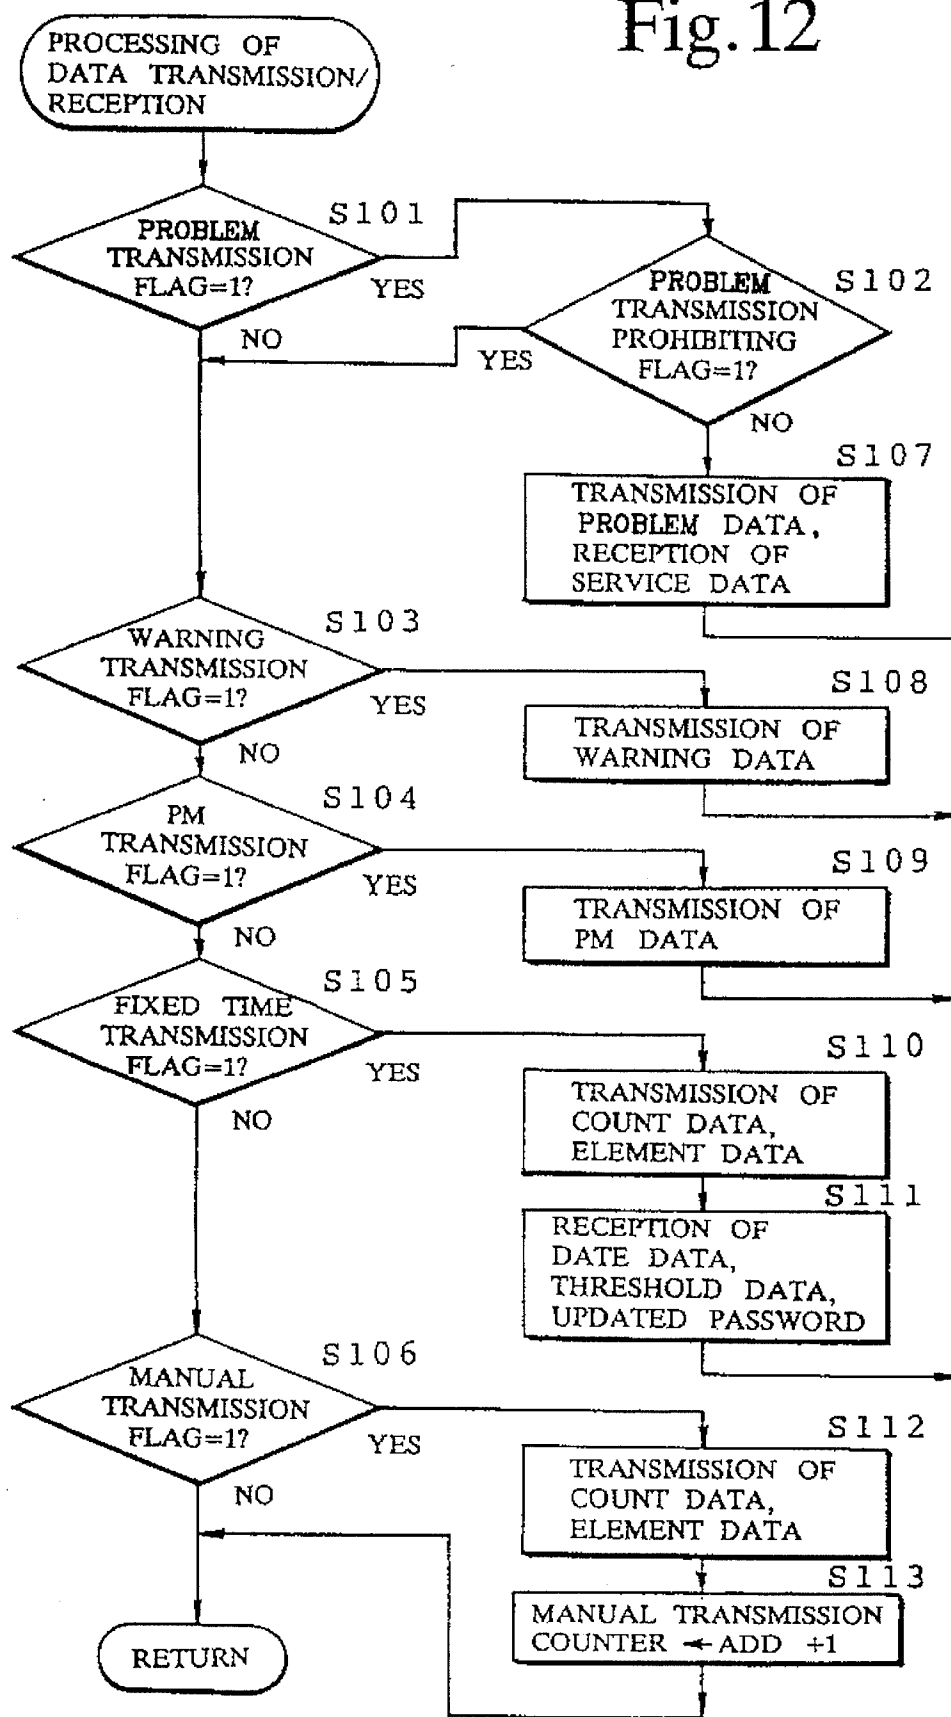 Fig.12
PROCESSING OF
DATA TRANSMISSION/
RECEPTION
S101
PROBLEM
TRANSMISSION
FLAG=1?
YES
NO
S102
PROBLEM
TRANSMISSION
PROHIBITING
FLAG=1?
YES
NO
S107
TRANSMISSION OF
PROBLEM DATA,
RECEPTION OF
SERVICE DATA
S103
WARNING
TRANSMISSION
FLAG=1?
YES
NO
S108
TRANSMISSION OF
WARNING DATA
S104
PM
TRANSMISSION
FLAG=1?
YES
NO
S109
TRANSMISSION OF
PM DATA
S105
FIXED TIME
TRANSMISSION
FLAG=1?
YES
NO
S110
TRANSMISSION OF
COUNT DATA,
ELEMENT DATA
S111
RECEPTION OF
DATE DATA,
THRESHOLD DATA,
UPDATED PASSWORD
S106
MANUAL
TRANSMISSION
FLAG=1?
YES
NO
S112
TRANSMISSION OF
COUNT DATA,
ELEMENT DATA
S113
MANUAL TRANSMISSION
COUNTER ← ADD +1
RETURN